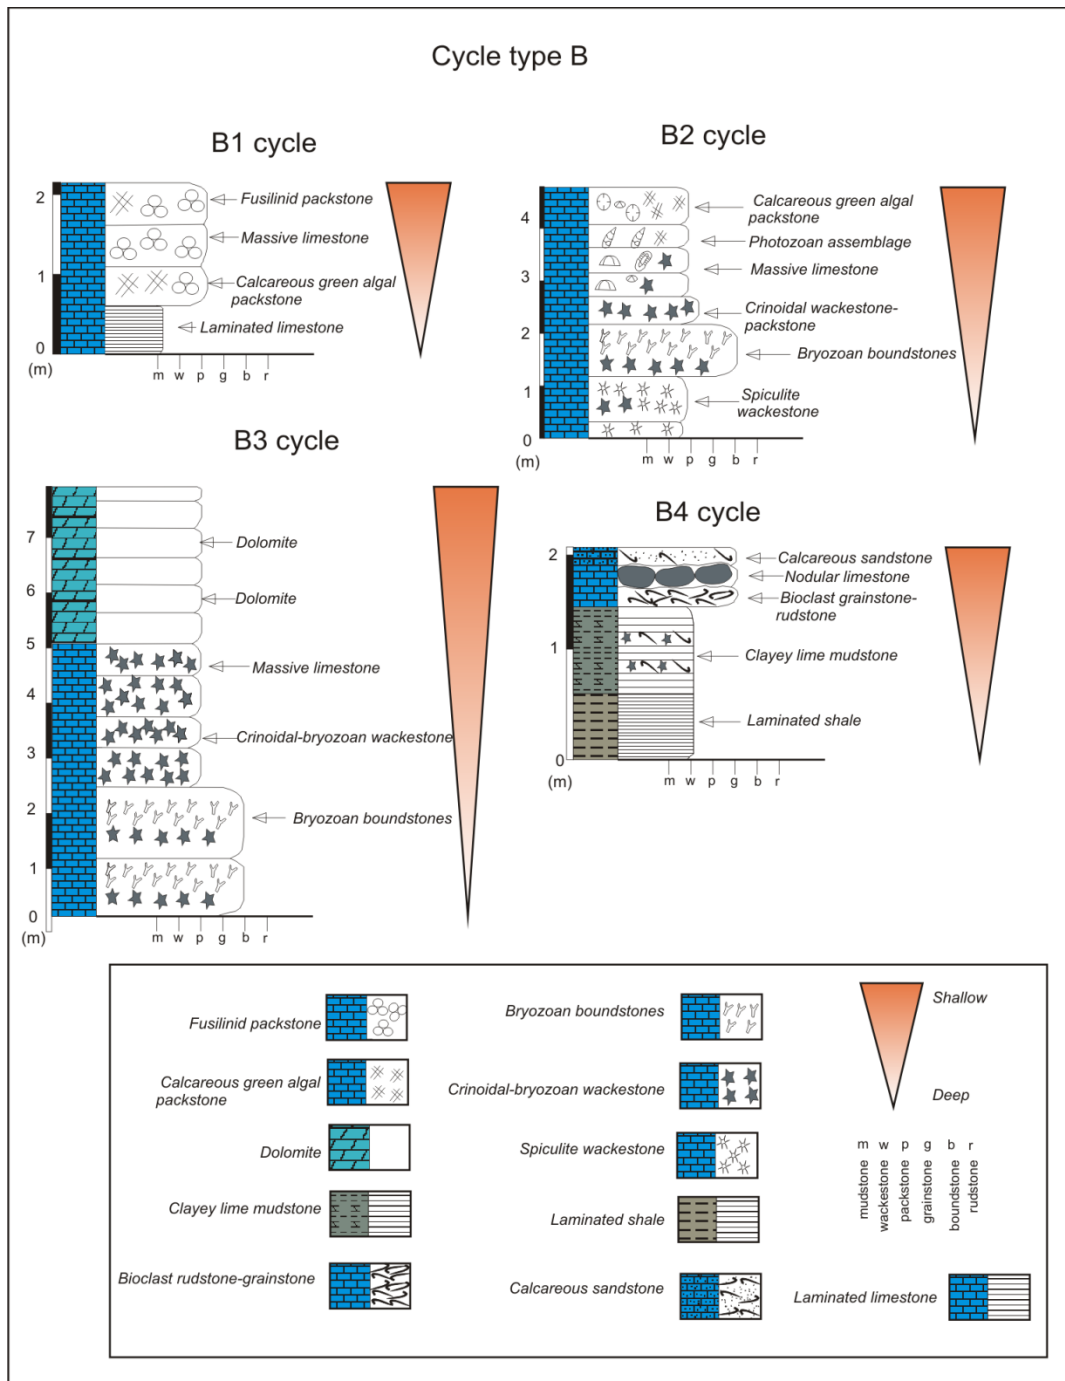 Cycle type B
B1 cycle
2
1
0
(m)
Fusilinid packstone
Massive limestone
Calcareous green algal
packstone
Laminated limestone
m w p g b r
B2 cycle
4
3
2
1
0
(m)
Calcareous green algal
packstone
Photozoan assemblage
Massive limestone
Crinoidal wackestone-
packstone
Bryozoan boundstones
Spiculite
wackestone
m w p g b r
B3 cycle
7
6
5
4
3
2
1
0
(m)
Dolomite
Dolomite
Massive limestone
Crinoidal-bryozoan wackestone
Bryozoan boundstones
m w p g b r
B4 cycle
2
1
0
(m)
Calcareous sandstone
Nodular limestone
Bioclast grainstone-
rudstone
Clayey lime mudstone
Laminated shale
m w p g b r
Fusilinid packstone
Calcareous green algal
packstone
Dolomite
Clayey lime mudstone
Bioclast rudstone-grainstone
Bryozoan boundstones
Crinoidal-bryozoan wackestone
Spiculite wackestone
Laminated shale
Calcareous sandstone
Laminated limestone
Shallow
Deep
m w p g b r
mudstone
wackestone
packstone
grainstone
boundstone
rudstone